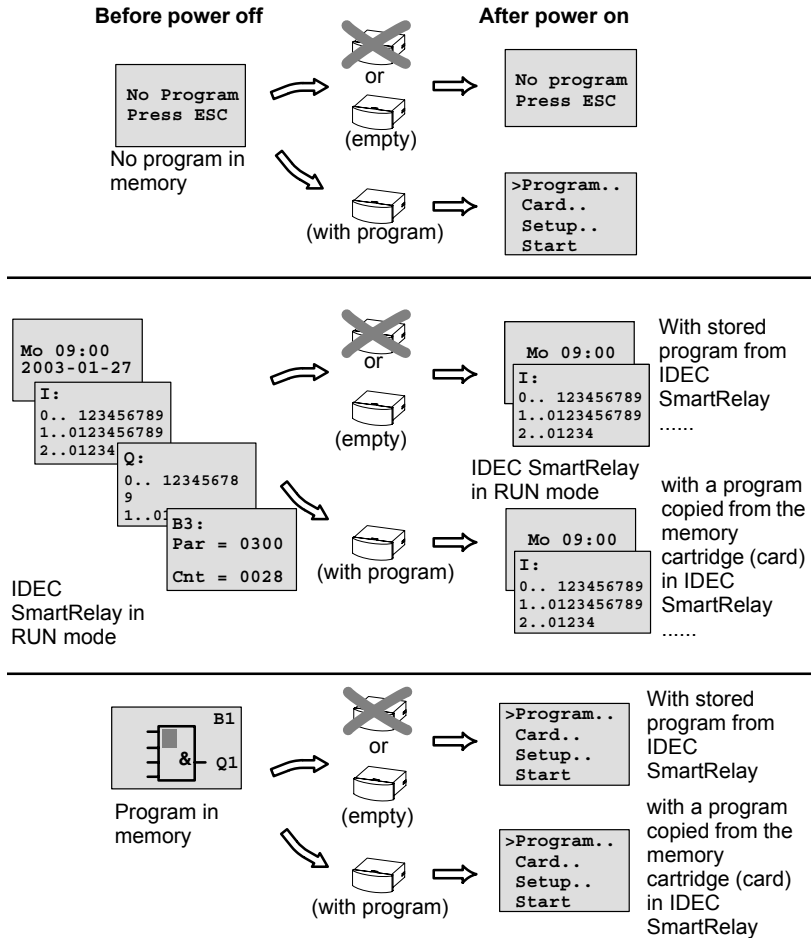 Before power off
After power on
No Program
Press ESC
No program in
memory
or
(empty)
No program
Press ESC
(with program)
>Program..
Card..
Setup..
Start
Mo 09:00
2003-01-27
I:
0.. 123456789
1..0123456789
2..01234
Q:
0.. 12345678
9
1..01
B3:
Par = 0300
Cnt = 0028
IDEC
SmartRelay in
RUN mode
or
(empty)
Mo 09:00
I:
0.. 123456789
1..0123456789
2..01234
With stored
program from
IDEC
SmartRelay
......
IDEC SmartRelay
in RUN mode
(with program)
Mo 09:00
I:
0.. 123456789
1..0123456789
2..01234
with a program
copied from the
memory
cartridge (card)
in IDEC
SmartRelay
......
B1
&
Q1
Program in
memory
or
(empty)
>Program..
Card..
Setup..
Start
With stored
program from
IDEC
SmartRelay
(with program)
>Program..
Card..
Setup..
Start
with a program
copied from the
memory
cartridge (card)
in IDEC
SmartRelay